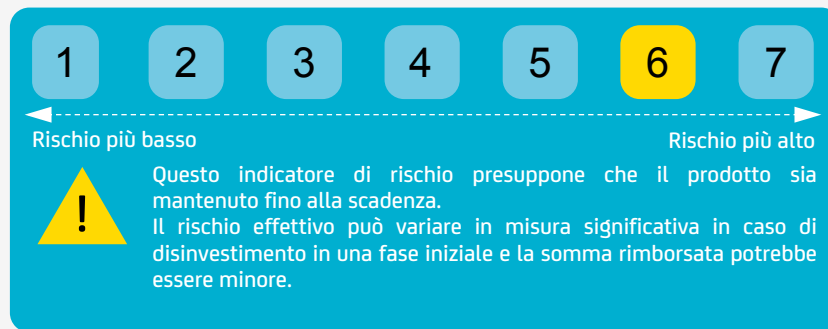 1 2 3 4 5 6 7
Rischio più basso Rischio più alto
Questo indicatore di rischio presuppone che il prodotto sia
mantenuto fino alla scadenza.
Il rischio effettivo può variare in misura significativa in caso di
disinvestimento in una fase iniziale e la somma rimborsata potrebbe
essere minore.
!